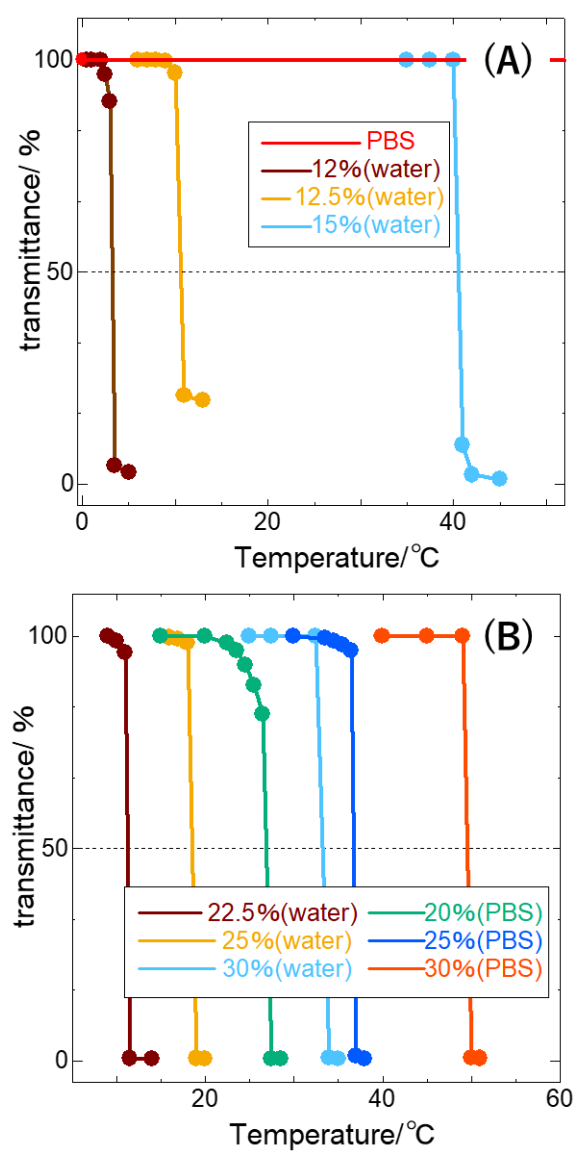 (A)
100
50
0
transmittance/ %
PBS
12%(water)
12.5%(water)
15%(water)
0 20 40
Temperature/°C
(B)
100
50
0
transmittance/ %
22.5%(water) 20%(PBS)
25%(water) 25%(PBS)
30%(water) 30%(PBS)
20 40 60
Temperature/°C